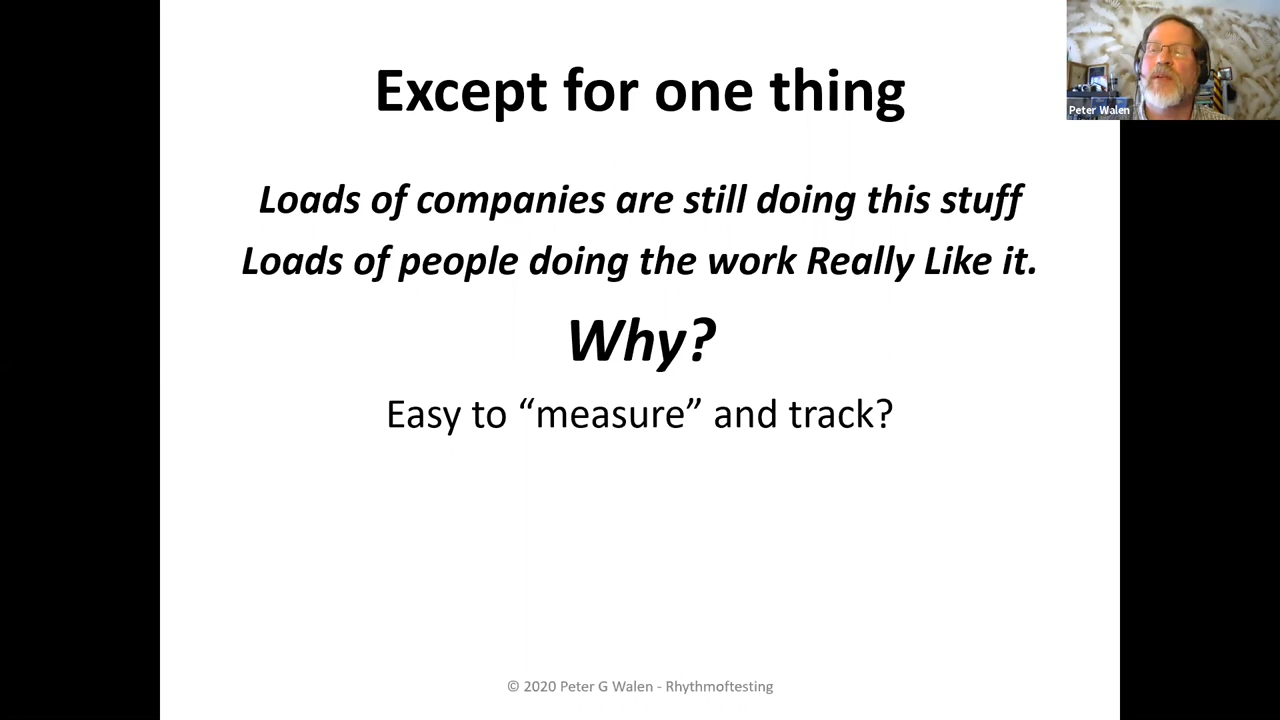 Except for one thing
Peter Walen
Loads of companies are still doing this stuff
Loads of people doing the work Really Like it.
Why?
Easy to “measure” and track?
© 2020 Peter G Walen - Rhythmoftesting